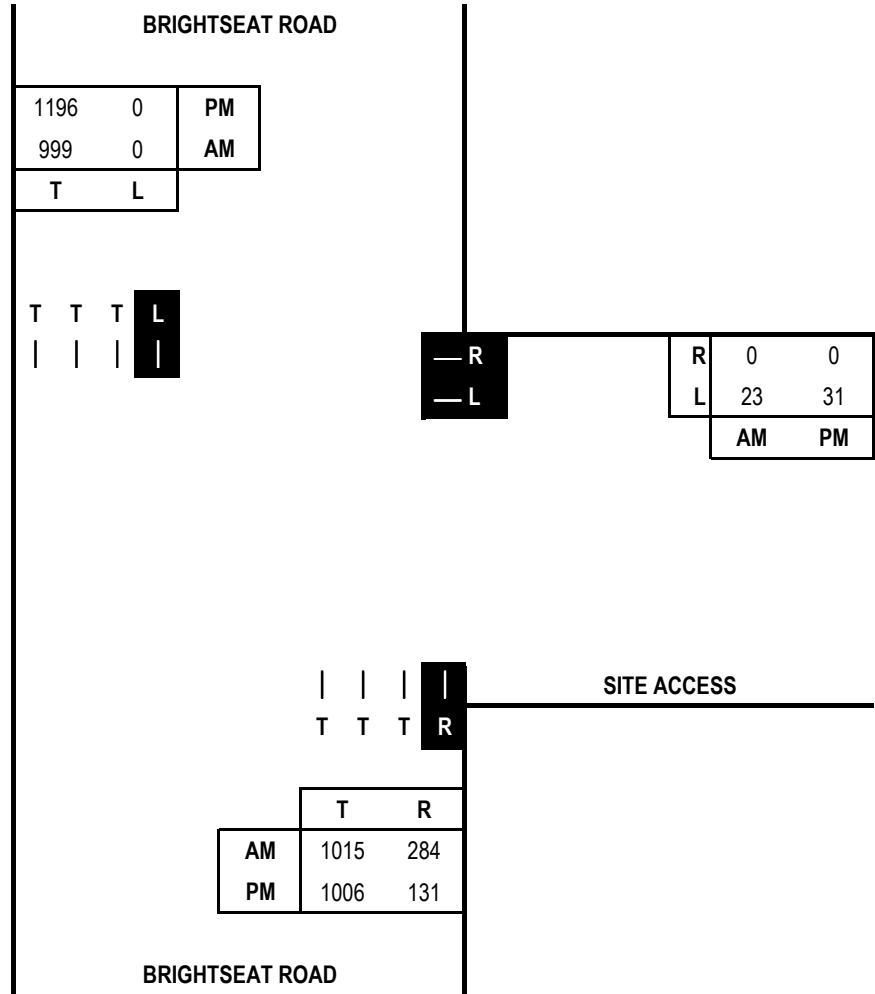 BRIGHTSEAT ROAD
1196 0 PM
999 0 AM
T L
T T T L
R
L
R 0 0
L 23 31
AM PM
SITE ACCESS
T T T R
T R
AM 1015 284
PM 1006 131
BRIGHTSEAT ROAD